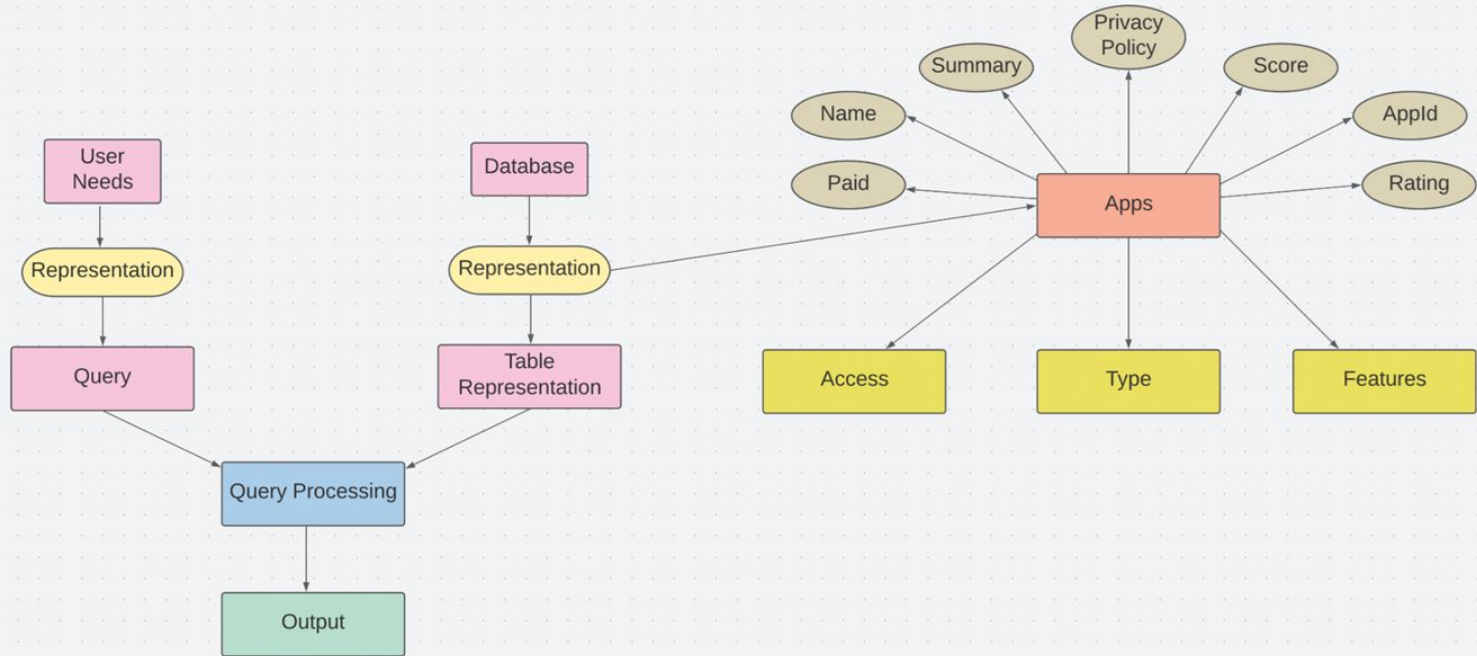 Privacy
Policy
Summary
Score
Name
AppId
User
Needs
Database
Paid
Rating
Apps
Representation
Representation
Query
Table
Representation
Access
Type
Features
Query Processing
Output